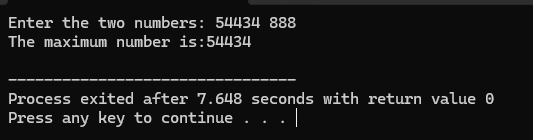 Enter the two numbers: 54434 888
The maximum number is:54434
--------------------------------
Process exited after 7.648 seconds with return value 0
Press any key to continue . . .